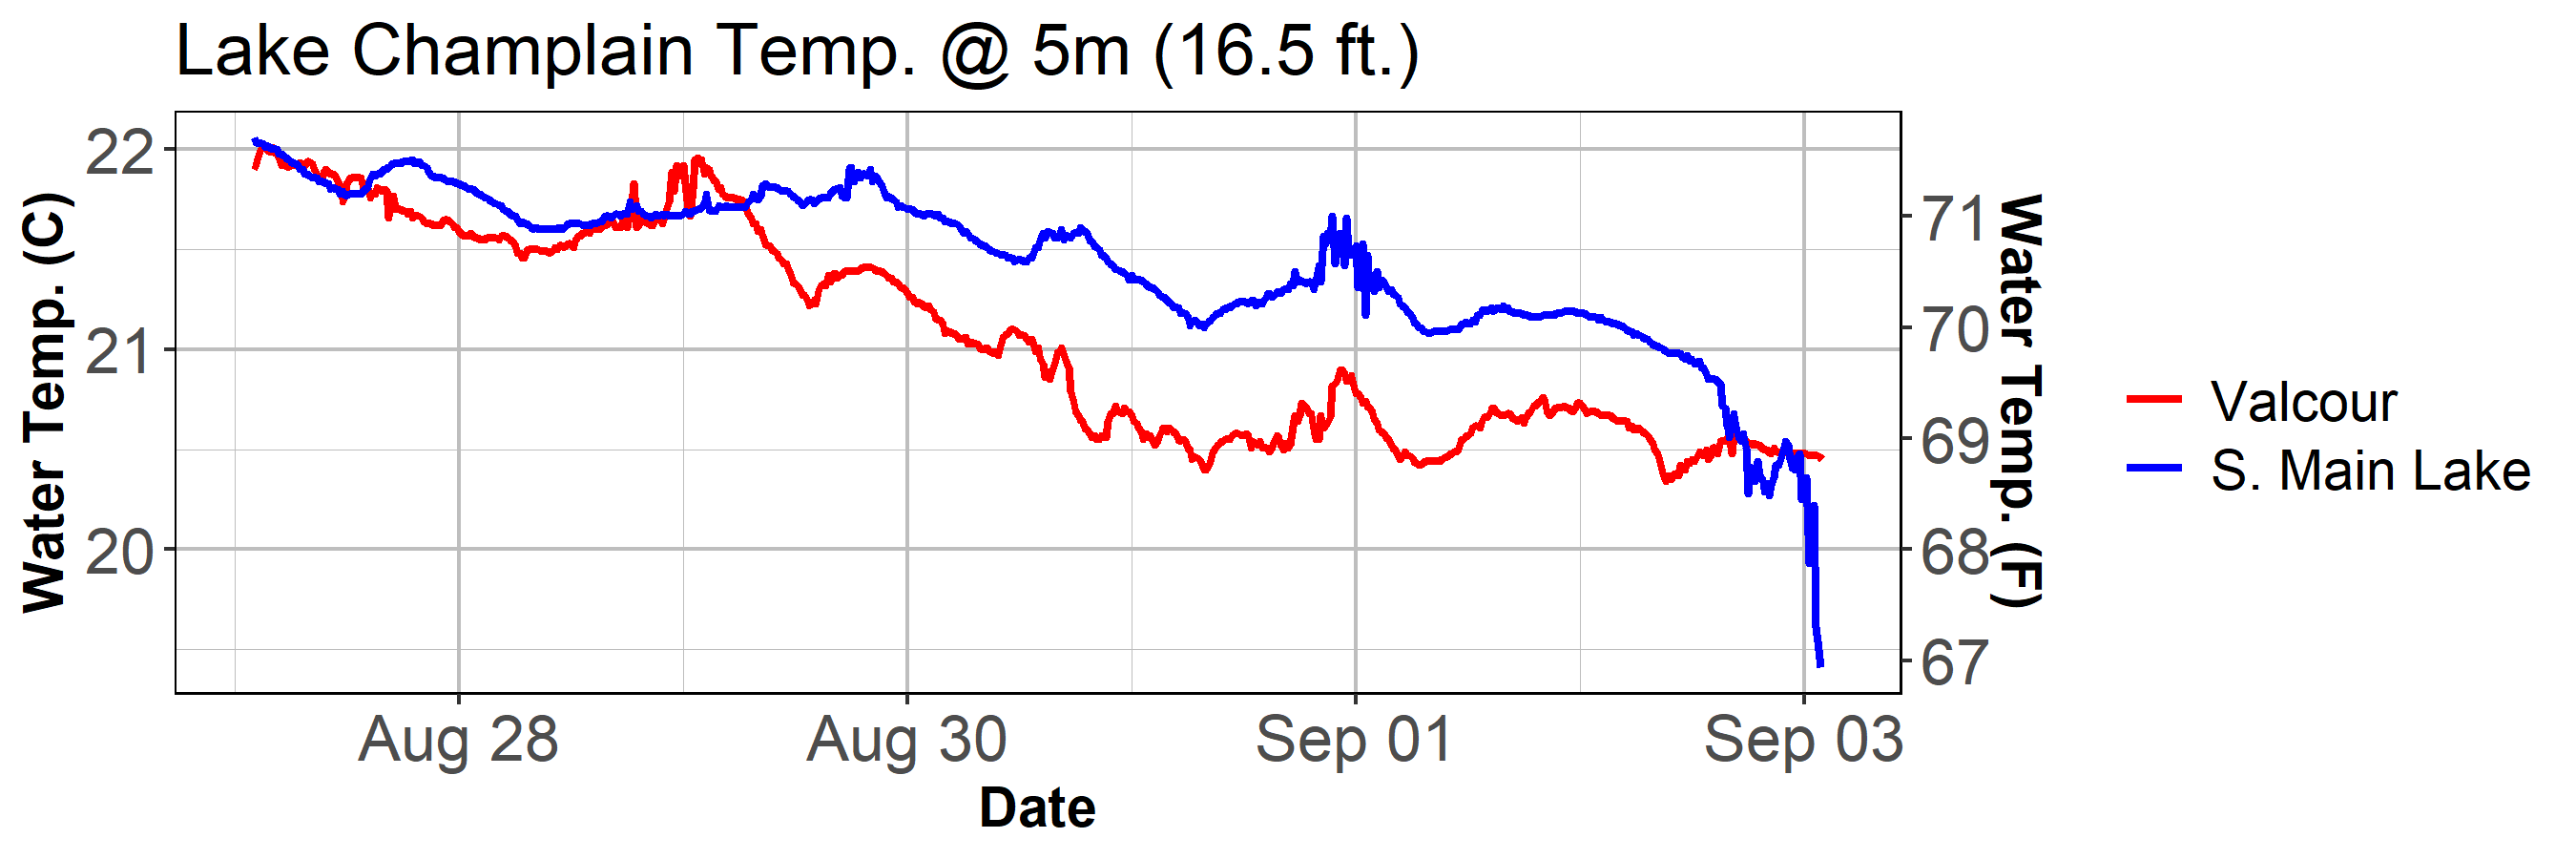 Lake Champlain Temp. @ 5m (16.5 ft.)
Water Temp. (C)
22
21
20
71
70
69
68
67
Water Temp. (F)
Aug 28
Aug 30
Sep 01
Sep 03
Date
Valcour
S. Main Lake